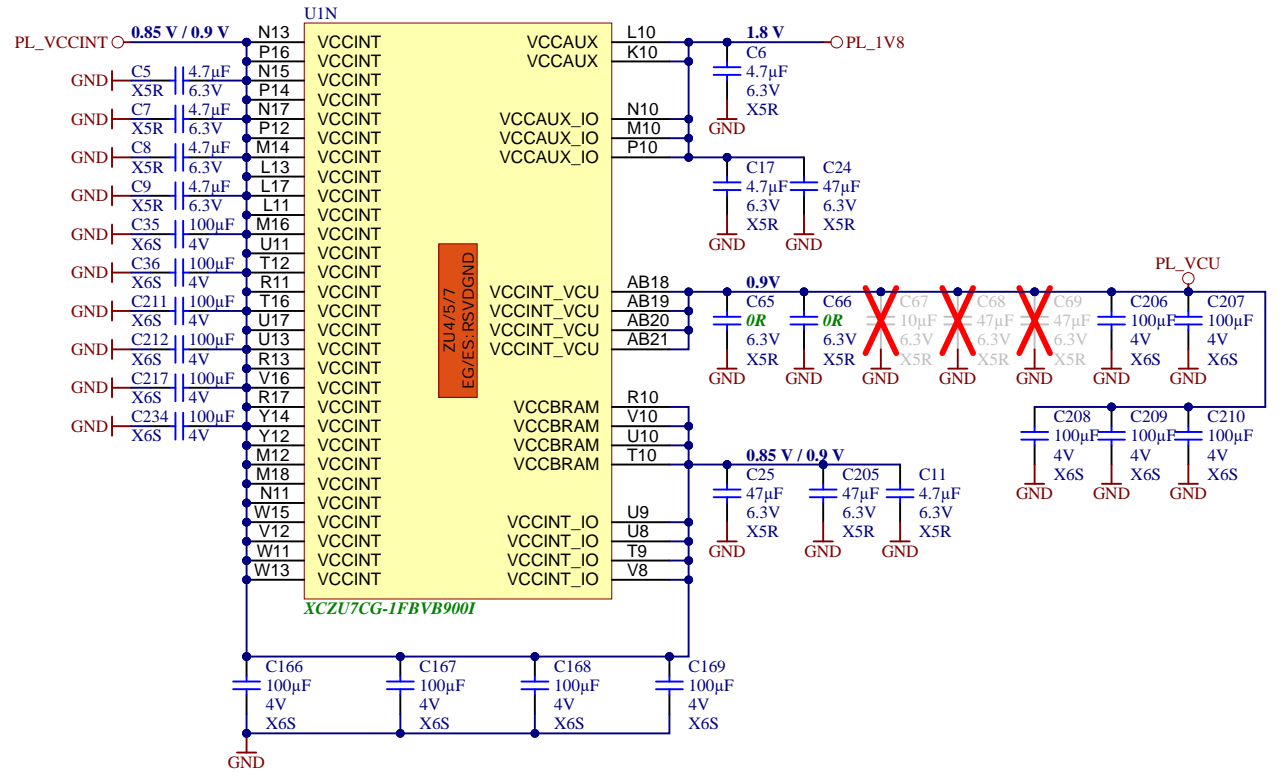 U1N
PL_VCCINT
0.85 V / 0.9 V
N13 VCCINT
P16 VCCINT
N15 VCCINT
P14 VCCINT
N17 VCCINT
P12 VCCINT
M14 VCCINT
L13 VCCINT
L17 VCCINT
L11 VCCINT
M16 VCCINT
U11 VCCINT
T12 VCCINT
R11 VCCINT
T16 VCCINT
U17 VCCINT
U13 VCCINT
R13 VCCINT
V16 VCCINT
R17 VCCINT
Y14 VCCINT
Y12 VCCINT
M12 VCCINT
M18 VCCINT
N11 VCCINT
W15 VCCINT
V12 VCCINT
W11 VCCINT
W13 VCCINT
GND C5 4.7µF
X5R 6.3V
GND C7 4.7µF
X5R 6.3V
GND C8 4.7µF
X5R 6.3V
GND C9 4.7µF
X5R 6.3V
GND C35 100µF
X6S 4V
GND C36 100µF
X6S 4V
GND C211 100µF
X6S 4V
GND C212 100µF
X6S 4V
GND C217 100µF
X6S 4V
GND C234 100µF
X6S 4V
ZU4/5/7
EG/ES: RSVDGND
VCCAUX L10
VCCAUX K10
VCCAUX_IO N10
VCCAUX_IO M10
VCCAUX_IO P10
VCCINT_VCU AB18
VCCINT_VCU AB19
VCCINT_VCU AB20
VCCINT_VCU AB21
VCCBRAM R10
VCCBRAM V10
VCCBRAM U10
VCCBRAM T10
VCCINT_IO U9
VCCINT_IO U8
VCCINT_IO T9
VCCINT_IO V8
XCZU7CG-1FBVB900I
1.8 V
PL_1V8
C6
4.7µF
6.3V
X5R
GND
C17
4.7µF
6.3V
X5R
GND
C24
47µF
6.3V
X5R
GND
0.9V
PL_VCU
C65
0R
6.3V
X5R
GND
C66
0R
6.3V
X5R
GND
C67
10µF
6.3V
X5R
GND
C68
47µF
6.3V
X5R
GND
C69
47µF
6.3V
X5R
GND
C206
100µF
4V
X6S
GND
C207
100µF
4V
X6S
GND
C208
100µF
4V
X6S
GND
C209
100µF
4V
X6S
GND
C210
100µF
4V
X6S
GND
0.85 V / 0.9 V
C25
47µF
6.3V
X5R
GND
C205
47µF
6.3V
X5R
GND
C11
4.7µF
6.3V
X5R
GND
C166
100µF
4V
X6S
C167
100µF
4V
X6S
C168
100µF
4V
X6S
C169
100µF
4V
X6S
GND